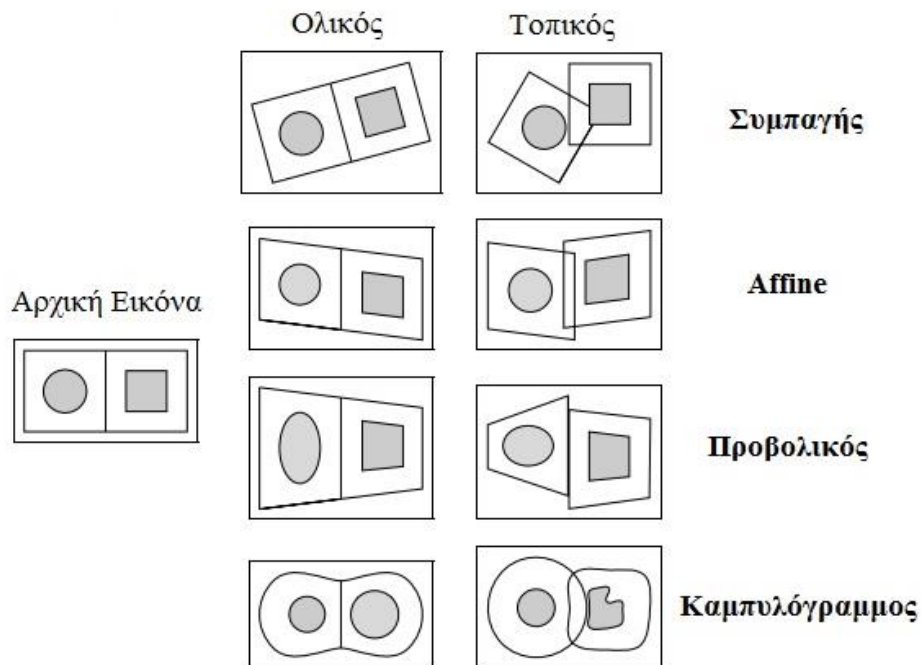 Ολικός
Τοπικός
Συμπαγής
Affine
Αρχική Εικόνα
Προβολικός
Καμπυλόγραμμος